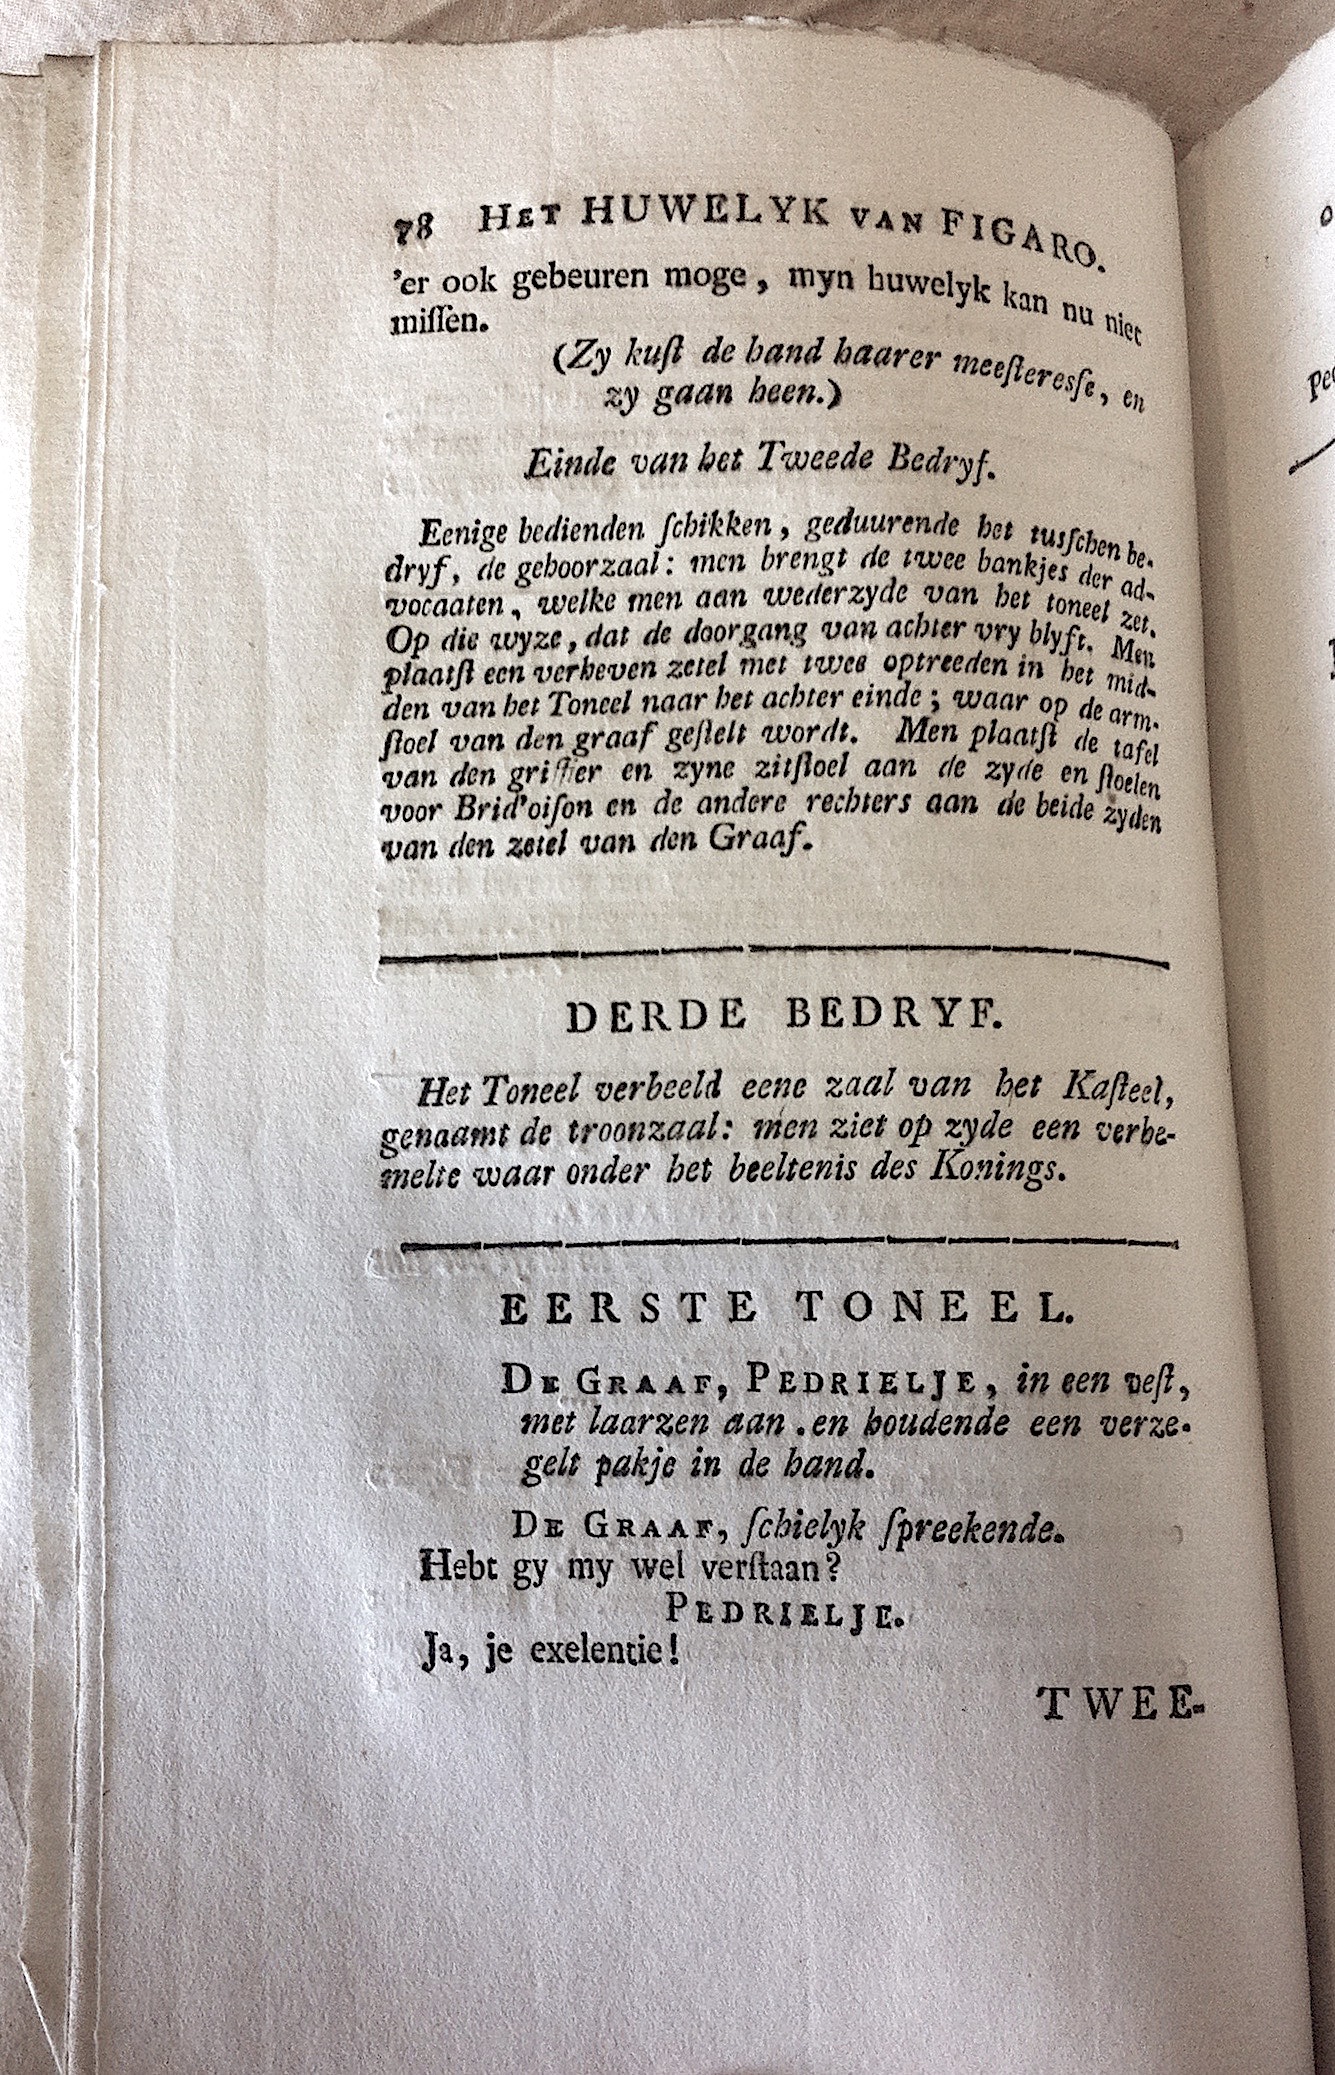 78 HET HUWELYK VAN FIGARO.
'er ook gebeuren moge, myn huwelyk kan nu niet
miſſen.
(Zy kuſt de hand haarer meeſteresſe, en
zy gaan heen.)
Einde van het Tweede Bedryf.
Eenige bedienden ſchikken, geduurende het tusſchen be-
dryf, de gehoorzaal: men brengt de twee bankjes der ad-
vocaaten, welke men aan wederzyde van het toneel zet.
Op die wyze, dat de doorgang van achter vry blyft. Men
plaatſt een verheven zetel met twee optreeden in het mid-
den van het Toneel naar het achter einde; waar op de arm-
ſtoel van den graaf geſtelt wordt. Men plaatſt de tafel
van den griffier en zyne zitſtoel aan de zyde en ſtoelen
voor Brid'oiſon en de andere rechters aan de beide zyden
van den zetel van den Graaf.
DERDE BEDRYF.
Het Toneel verbeeld eene zaal van het Kaſteel,
genaamt de troonzaal: men ziet op zyde een verhe-
melte waar onder het beeltenis des Konings.
EERSTE TONEEL.
DE GRAAF, PEDRIELJE, in een veſt,
met laarzen aan . en houdende een verze-
gelt pakje in de hand.
DE GRAAF, ſchielyk ſpreekende.
Hebt gy my wel verſtaan?
PEDRIELJE.
Ja, je exelentie!
TWEE-